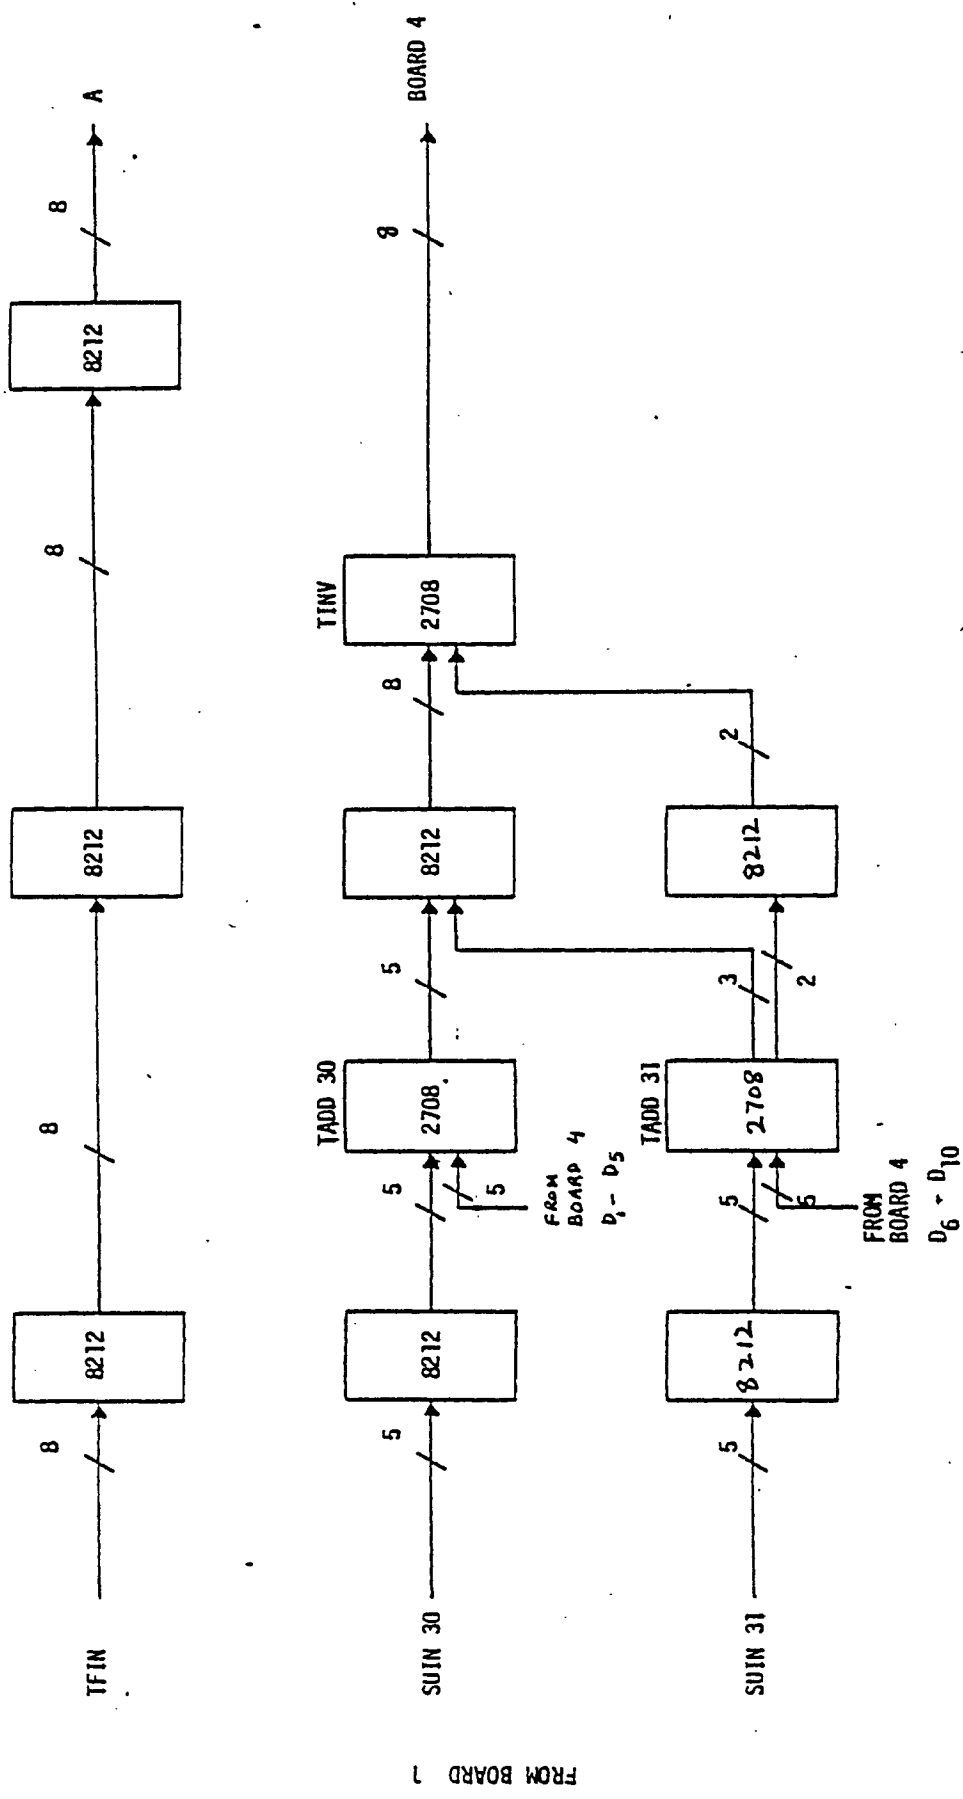 FROM BOARD 1
TFIN
8
8212
8
8212
8
8212
8
A
SUIN 30
5
8212
5
5
FROM
BOARD 4
D1 - D5
TADD 30
2708
5
8212
8
TINV
2708
8
BOARD 4
SUIN 31
5
8212
5
5
FROM
BOARD 4
D6 - D10
TADD 31
2708
3
2
8212
2